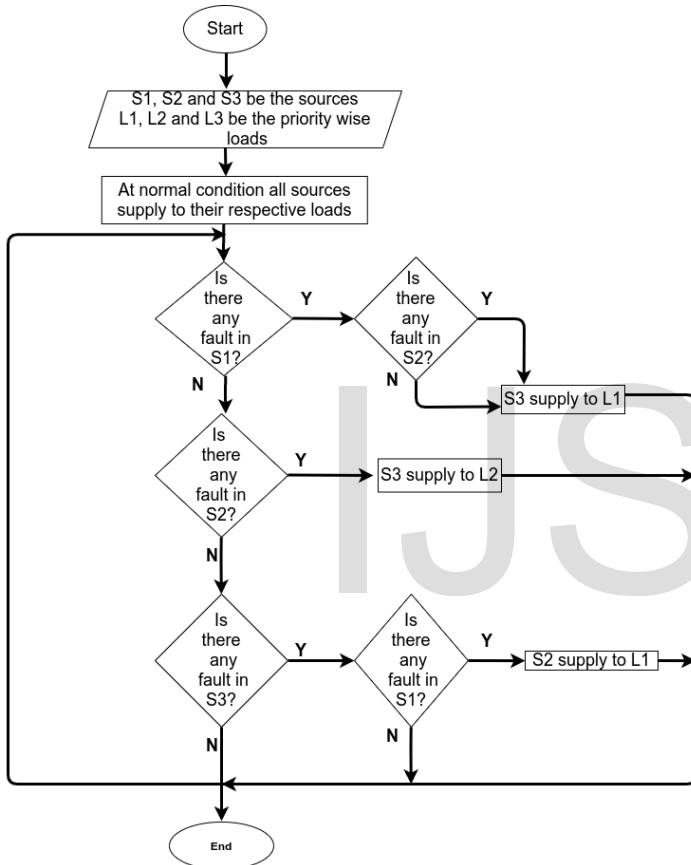 Start
S1, S2 and S3 be the sources
L1, L2 and L3 be the priority wise
loads
At normal condition all sources
supply to their respective loads
Is
there
any
fault in
S1?
Y
N
Is
there
any
fault in
S2?
Y
N
S3 supply to L1
Is
there
any
fault in
S2?
Y
N
S3 supply to L2
IJS
Is
there
any
fault in
S3?
Y
N
Is
there
any
fault in
S1?
Y
N
S2 supply to L1
End